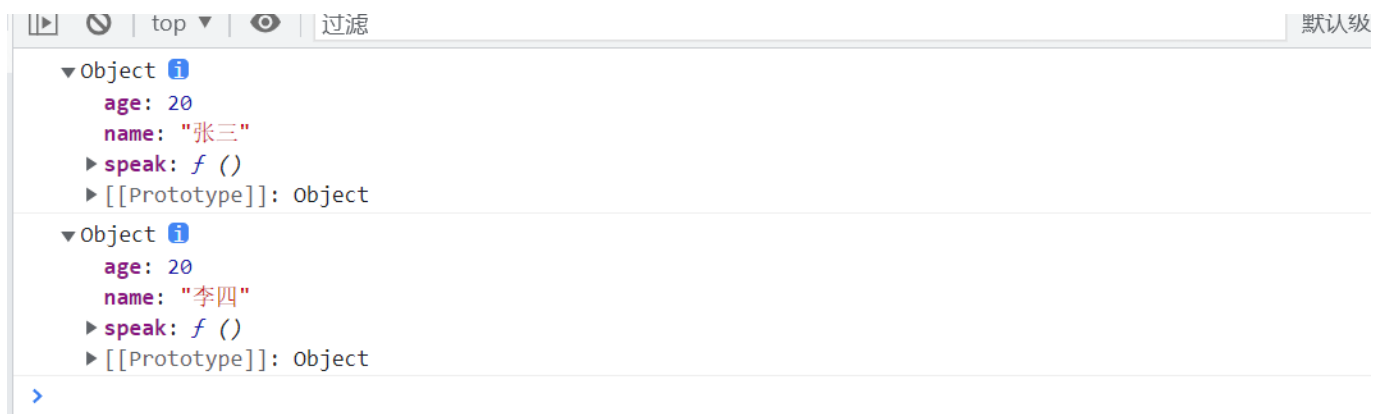 top 过滤 默认级
Object i
age: 20
name: "张三"
speak: ƒ ()
[[Prototype]]: Object
Object i
age: 20
name: "李四"
speak: ƒ ()
[[Prototype]]: Object